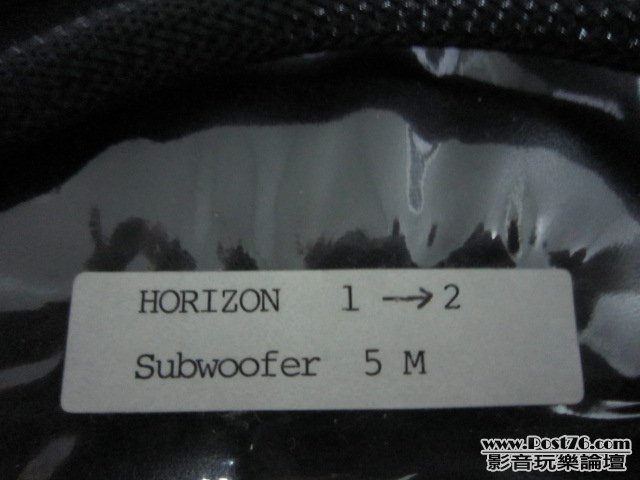 HORIZON 1 → 2
Subwoofer 5 M
www.Post76.com
影音玩樂論壇